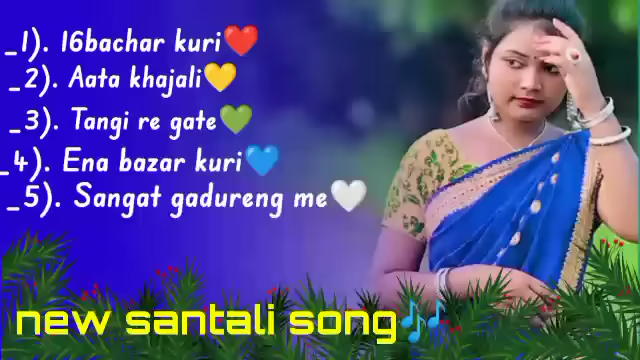 _1). 16bachar kuri❤️
_2). Aata khajali💛
_3). Tangi re gate💚
_4). Ena bazar kuri💙
_5). Sangat gadureng me🤍
new santali song🎶